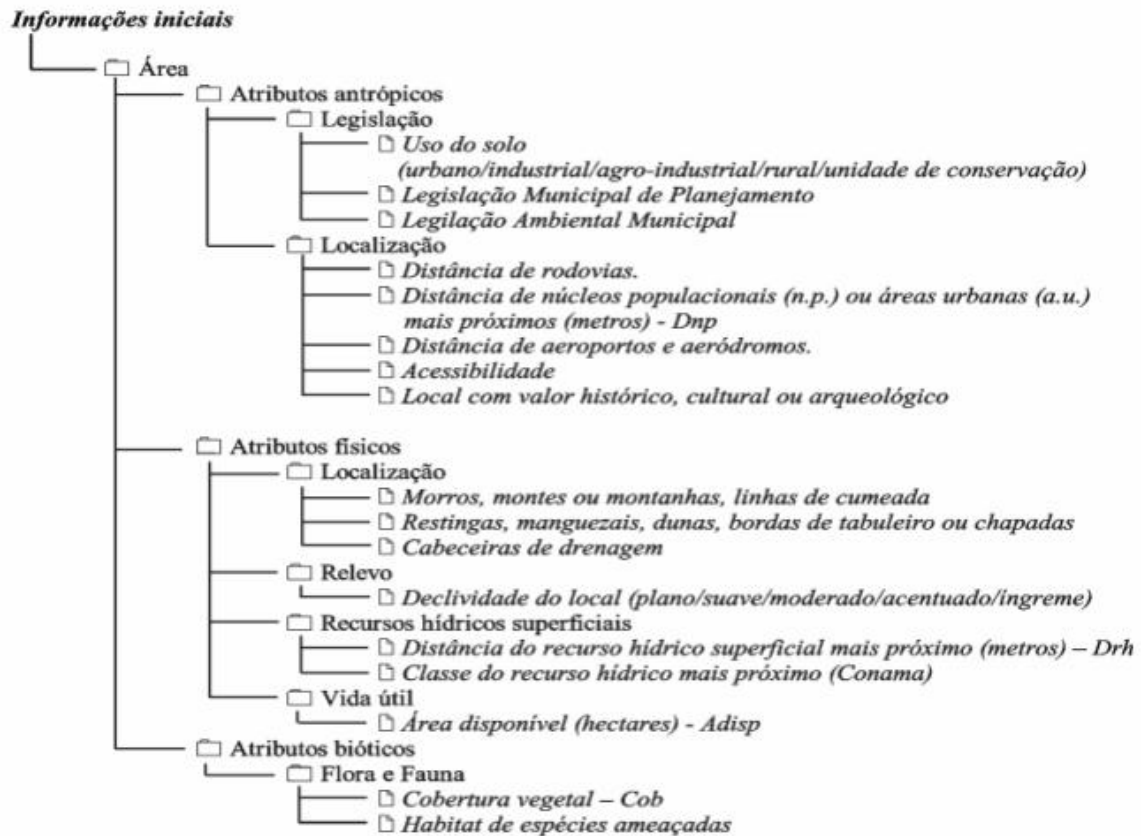 Informações iniciais
Área
Atributos antrópicos
Legislação
Uso do solo
(urbano/industrial/agro-industrial/rural/unidade de conservação)
Legislação Municipal de Planejamento
Legilação Ambiental Municipal
Localização
Distância de rodovias.
Distância de núcleos populacionais (n.p.) ou áreas urbanas (a.u.)
mais próximos (metros) - Dnp
Distância de aeroportos e aeródromos.
Acessibilidade
Local com valor histórico, cultural ou arqueológico
Atributos físicos
Localização
Morros, montes ou montanhas, linhas de cumeada
Restingas, manguezais, dunas, bordas de tabuleiro ou chapadas
Cabeceiras de drenagem
Relevo
Declividade do local (plano/suave/moderado/acentuado/ingreme)
Recursos hídricos superficiais
Distância do recurso hídrico superficial mais próximo (metros) – Drh
Classe do recurso hídrico mais próximo (Conama)
Vida útil
Área disponível (hectares) - Adisp
Atributos bióticos
Flora e Fauna
Cobertura vegetal – Cob
Habitat de espécies ameaçadas